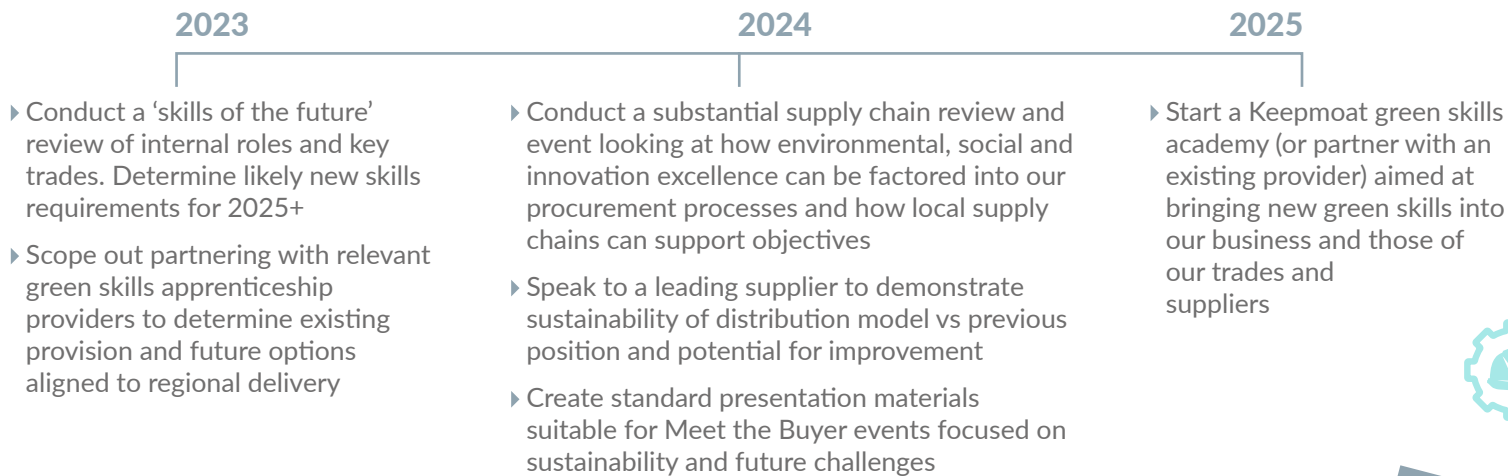 2023
Conduct a ‘skills of the future’
review of internal roles and key
trades. Determine likely new skills
requirements for 2025+
Scope out partnering with relevant
green skills apprenticeship
providers to determine existing
provision and future options
aligned to regional delivery
2024
Conduct a substantial supply chain review and
event looking at how environmental, social and
innovation excellence can be factored into our
procurement processes and how local supply
chains can support objectives
Speak to a leading supplier to demonstrate
sustainability of distribution model vs previous
position and potential for improvement
Create standard presentation materials
suitable for Meet the Buyer events focused on
sustainability and future challenges
2025
Start a Keepmoat green skills
academy (or partner with an
existing provider) aimed at
bringing new green skills into
our business and those of
our trades and
suppliers